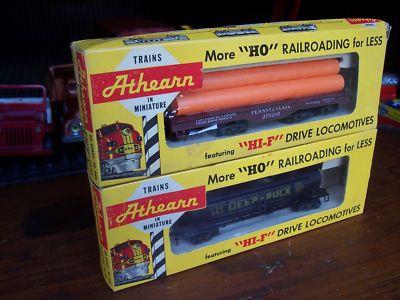 TRAINS
Athearn
IN
MINIATURE
More "HO" RAILROADING for LESS
PENNSYLVANIA
featuring "HI-F" DRIVE LOCOMOTIVES
TRAINS
Athearn
IN
MINIATURE
More "HO" RAILROADING for LESS
DEEP-ROCK
featuring "HI-F" DRIVE LOCOMOTIVES